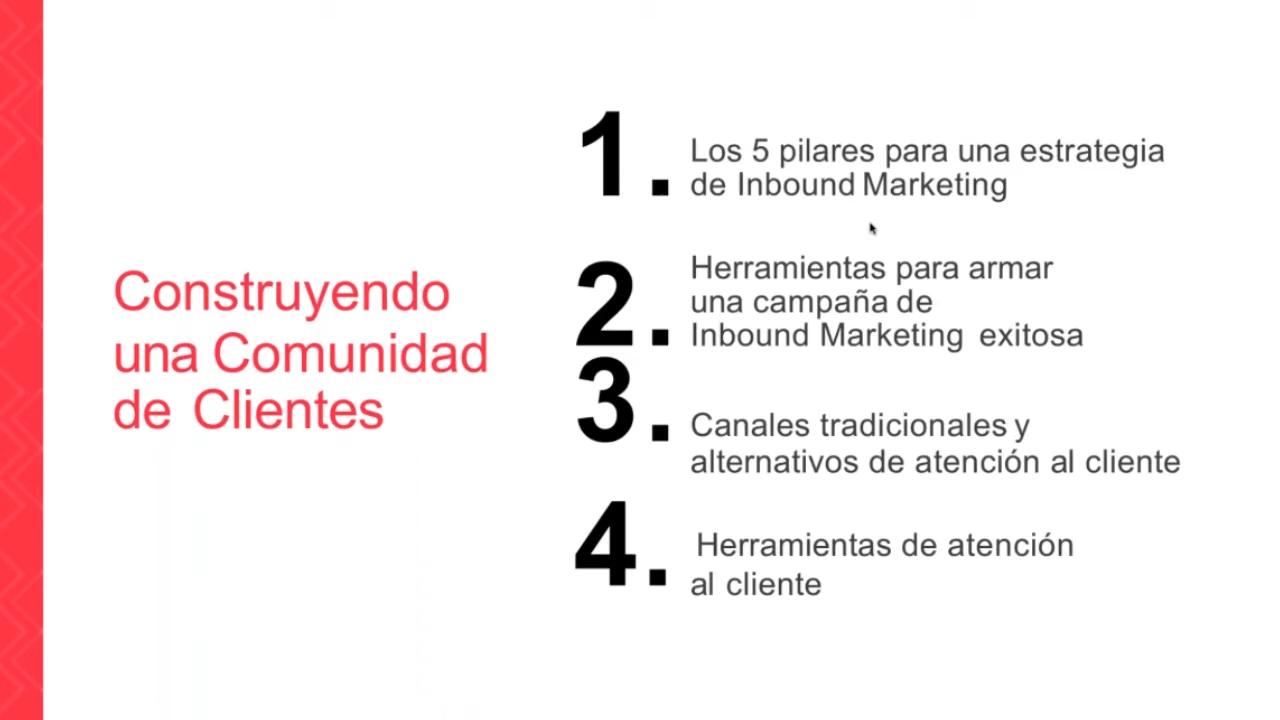 Construyendo
una Comunidad
de Clientes
1. Los 5 pilares para una estrategia
de Inbound Marketing
2. Herramientas para armar
una campaña de
Inbound Marketing exitosa
3. Canales tradicionales y
alternativos de atención al cliente
4. Herramientas de atención
al cliente